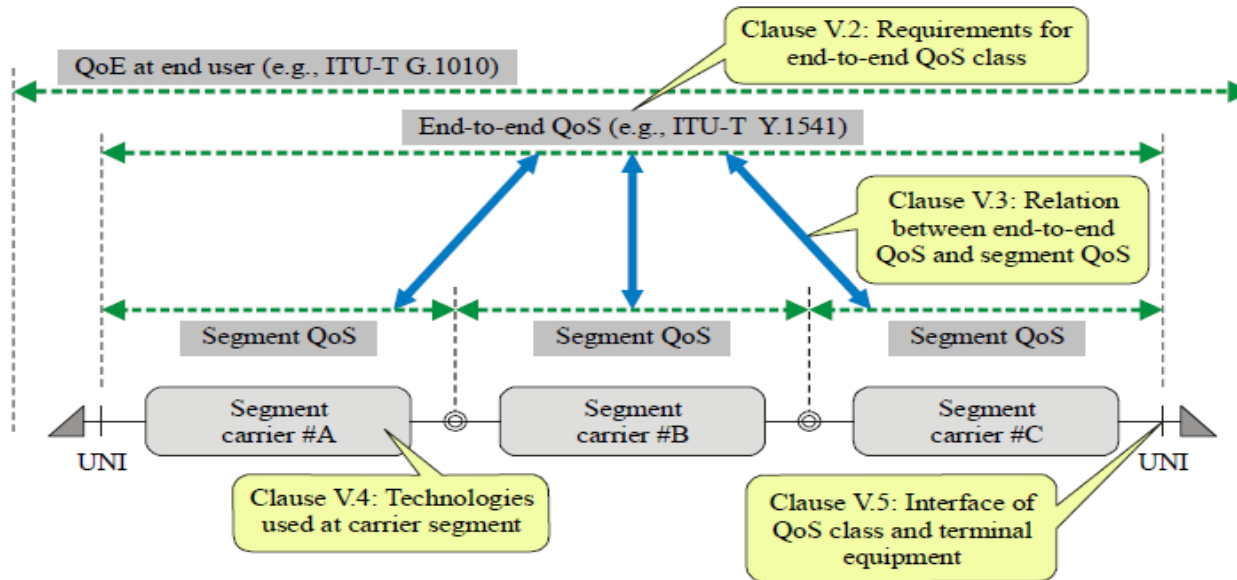 Clause V.2: Requirements for
end-to-end QoS class
QoE at end user (e.g., ITU-T G.1010)
End-to-end QoS (e.g., ITU-T Y.1541)
Clause V.3: Relation
between end-to-end
QoS and segment QoS
Segment QoS
Segment QoS
Segment QoS
Segment
carrier #A
Segment
carrier #B
Segment
carrier #C
UNI
UNI
Clause V.4: Technologies
used at carrier segment
Clause V.5: Interface of
QoS class and terminal
equipment